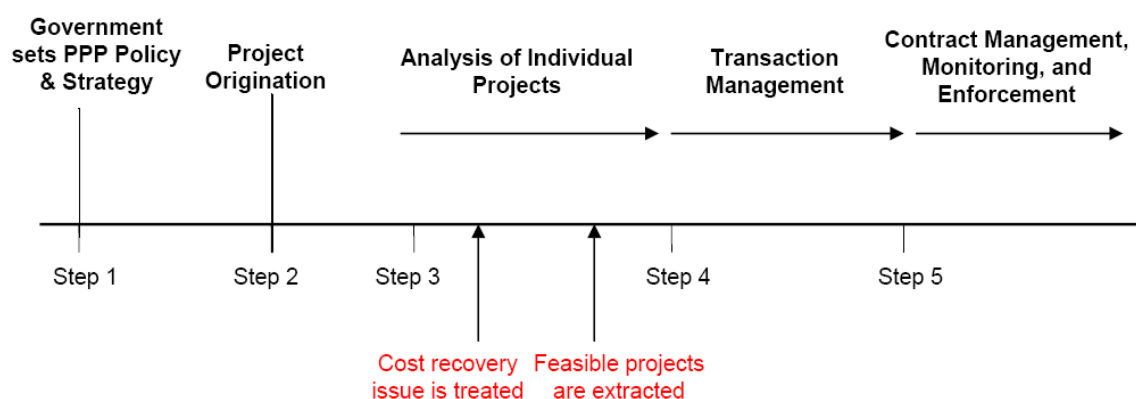 Government
sets PPP Policy
& Strategy
Project
Origination
Analysis of Individual
Projects
Transaction
Management
Contract Management,
Monitoring, and
Enforcement
Step 1
Step 2
Step 3
Step 4
Step 5
Cost recovery
issue is treated
Feasible projects
are extracted